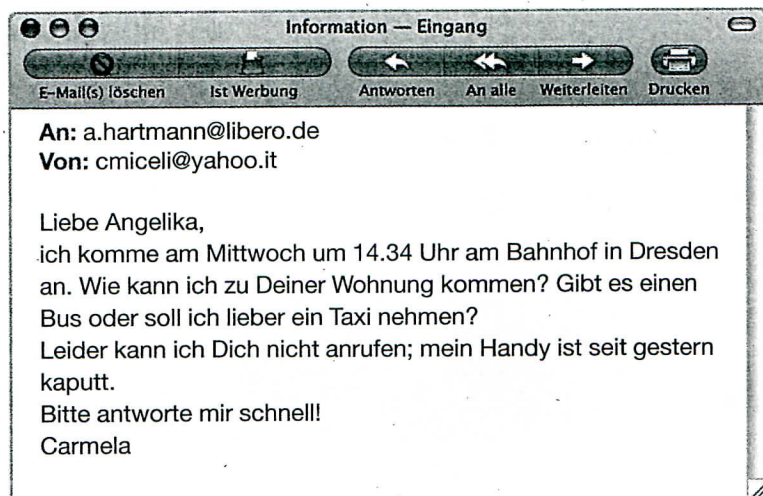 Information — Eingang
E-Mail(s) löschen Ist Werbung Antworten An alle Weiterleiten Drucken
An: a.hartmann@libero.de
Von: cmiceli@yahoo.it
Liebe Angelika,
ich komme am Mittwoch um 14.34 Uhr am Bahnhof in Dresden
an. Wie kann ich zu Deiner Wohnung kommen? Gibt es einen
Bus oder soll ich lieber ein Taxi nehmen?
Leider kann ich Dich nicht anrufen; mein Handy ist seit gestern
kaputt.
Bitte antworte mir schnell!
Carmela